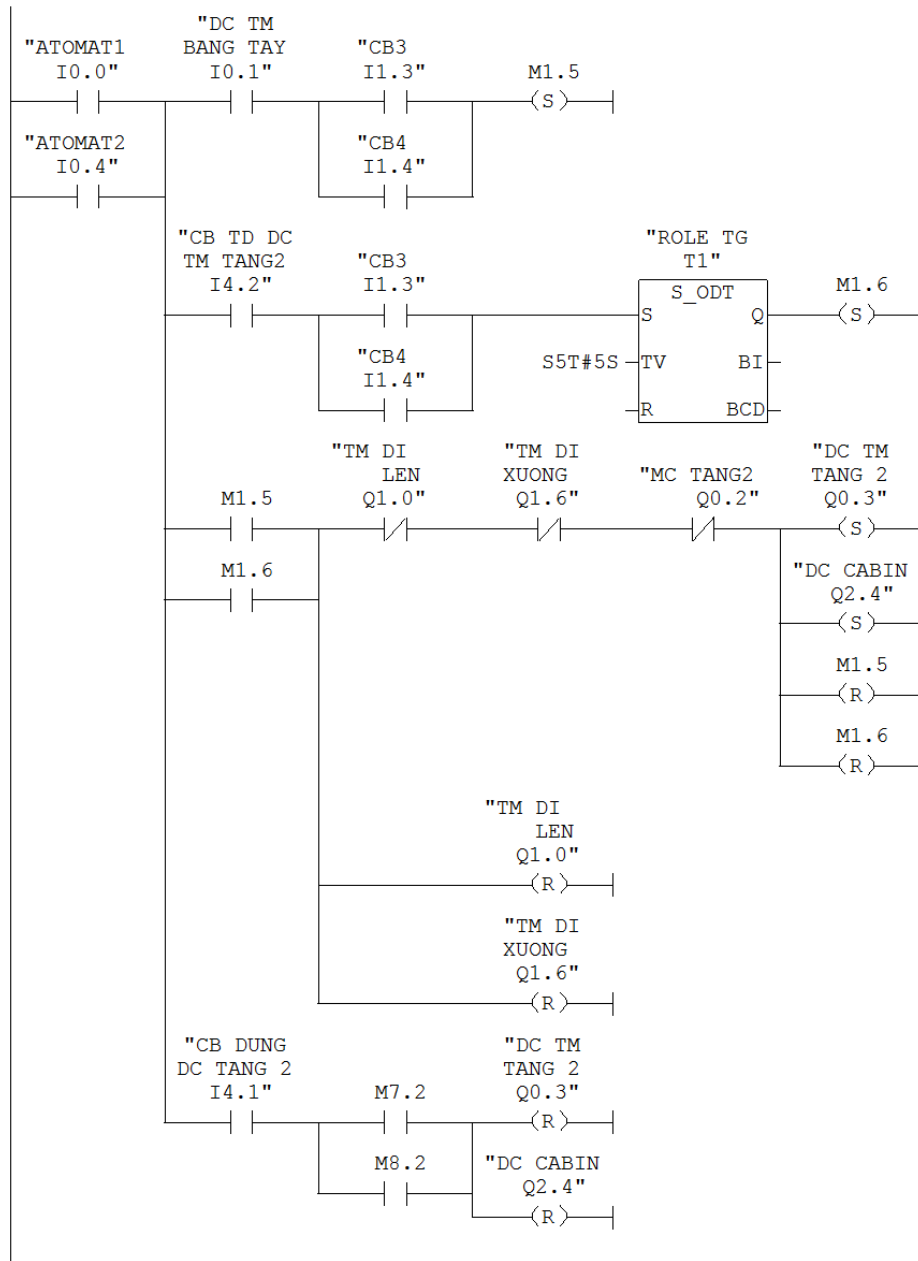 "DC TM
"ATOMAT1
BANG TAY
"CB3
I0.0"
I0.1"
I1.3"
M1.5
(S)
"ATOMAT2
"CB4
I0.4"
I1.4"
"CB TD DC
"ROLE TG
TM TANG2
"CB3
T1"
I4.2"
I1.3"
S_ODT
M1.6
S
Q
(S)
"CB4
S5T#5S
TV
BI
I1.4"
R
BCD
"TM DI
"TM DI
"DC TM
LEN
XUONG
"MC TANG2
TANG 2
M1.5
Q1.0"
Q1.6"
Q0.2"
Q0.3"
(S)
M1.6
"DC CABIN
Q2.4"
(S)
M1.5
(R)
M1.6
(R)
"TM DI
LEN
Q1.0"
(R)
"TM DI
XUONG
Q1.6"
(R)
"CB DUNG
"DC TM
DC TANG 2
TANG 2
I4.1"
M7.2
Q0.3"
(R)
M8.2
"DC CABIN
Q2.4"
(R)